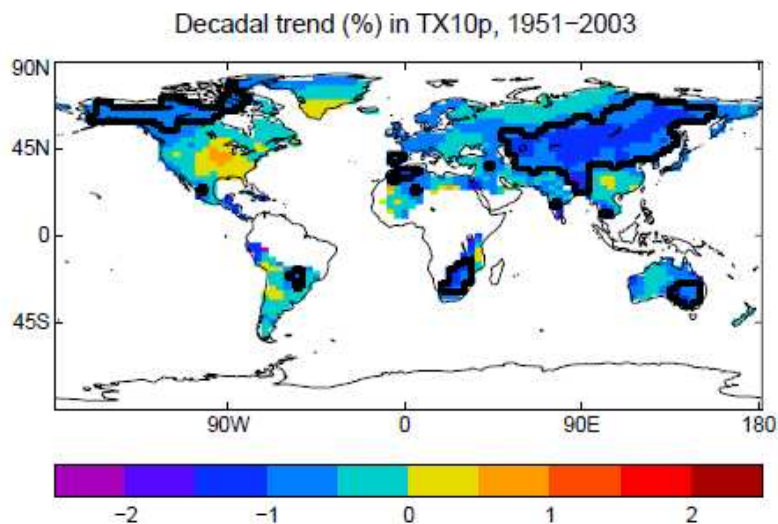 Decadal trend (%) in TX10p, 1951−2003
90N
45N
0
45S
90W 0 90E 180
−2 −1 0 1 2